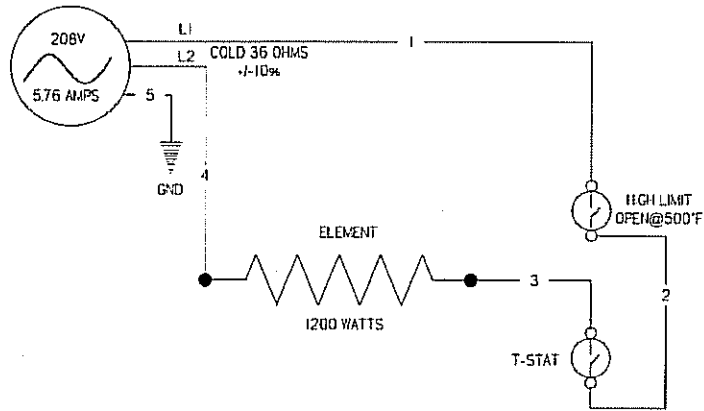 208V
5.76 AMPS
L1
L2
COLD 36 OHMS
+/-10%
1
5
GND
4
HIGH LIMIT
OPEN@500°F
ELEMENT
1200 WATTS
3
2
T-STAT